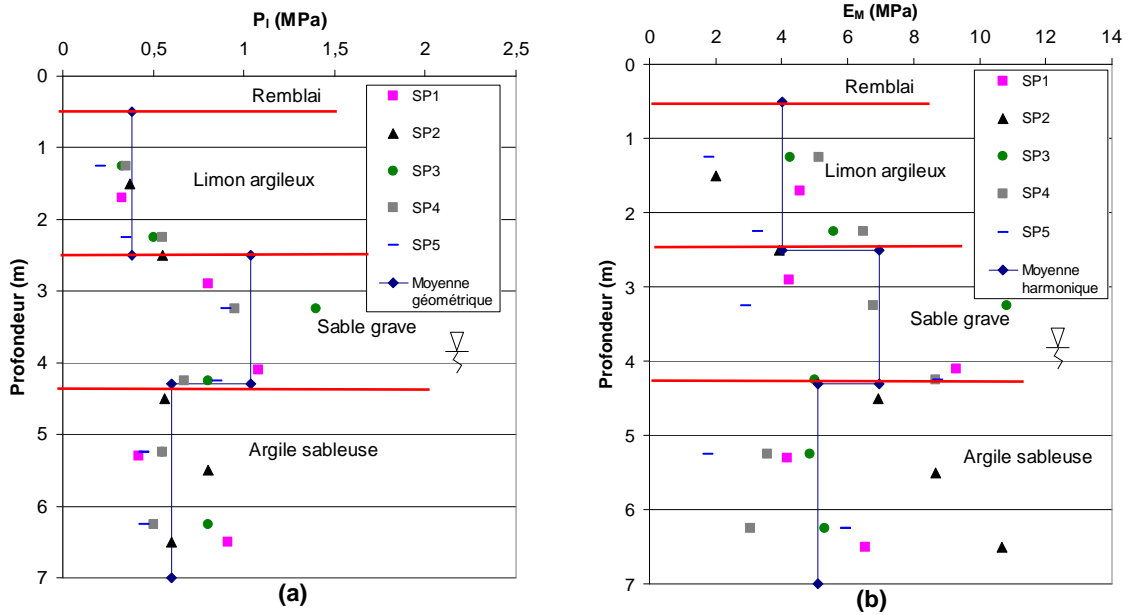 P_l (MPa)
0 0,5 1 1,5 2 2,5
Profondeur (m)
0
1
2
3
4
5
6
7
Remblai
Limon argileux
Sable grave
Argile sableuse
SP1
SP2
SP3
SP4
SP5
Moyenne
géométrique
(a)
E_M (MPa)
0 2 4 6 8 10 12 14
Profondeur (m)
0
1
2
3
4
5
6
7
Remblai
Limon argileux
Sable grave
Argile sableuse
SP1
SP2
SP3
SP4
SP5
Moyenne
harmonique
(b)